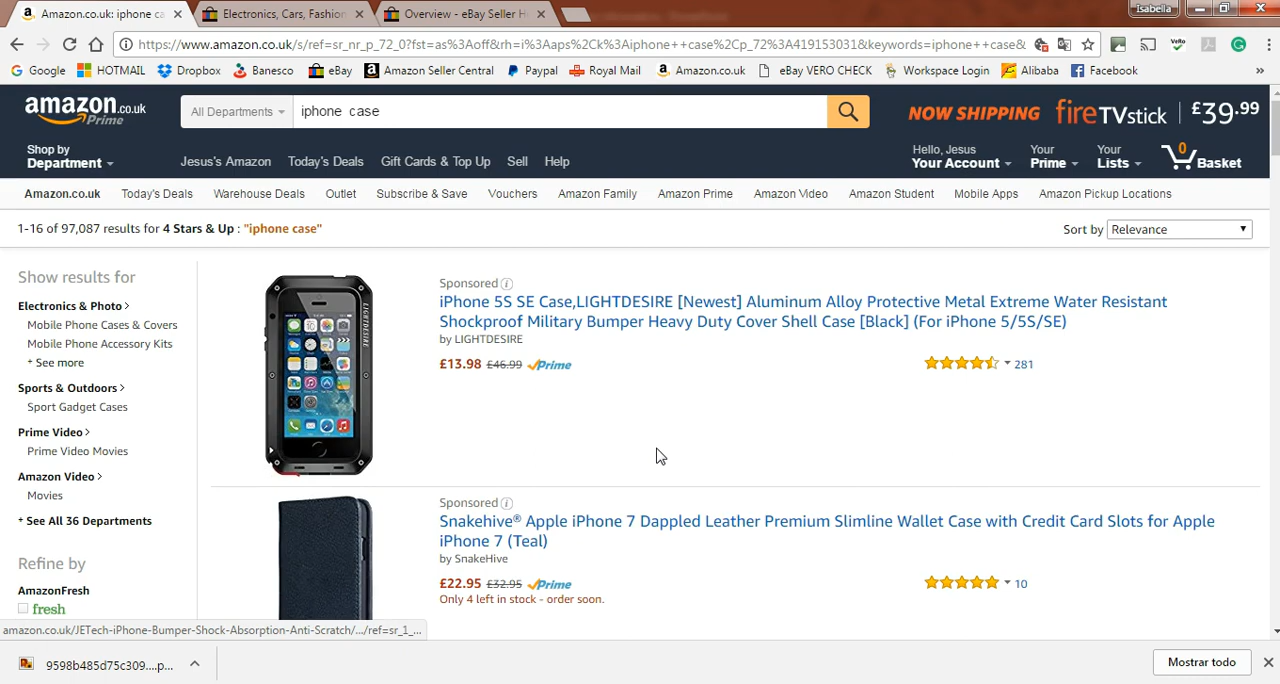 Amazon.co.uk: iphone ca
Electronics, Cars, Fashion
Overview - eBay Seller H
isabella
https://www.amazon.co.uk/s/ref=sr_nr_p_72_0?fst=as%3Aoff&rh=i%3Aaps%2Ck%3Aiphone++case%2Cp_72%3A419153031&keywords=iphone++case&
Google HOTMAIL Dropbox Banesco eBay Amazon Seller Central Paypal Royal Mail Amazon.co.uk eBay VERO CHECK Workspace Login Alibaba Facebook »
amazon.co.uk
Prime
All Departments
iphone case
NOW SHIPPING fireTVstick £39.99
Shop by
Department
Jesus's Amazon Today's Deals Gift Cards & Top Up Sell Help
Hello, Jesus
Your Account
Your
Prime
Your
Lists
0
Basket
Amazon.co.uk Today's Deals Warehouse Deals Outlet Subscribe & Save Vouchers Amazon Family Amazon Prime Amazon Video Amazon Student Mobile Apps Amazon Pickup Locations
1-16 of 97,087 results for 4 Stars & Up : "iphone case"
Sort by Relevance
Show results for
Electronics & Photo
Mobile Phone Cases & Covers
Mobile Phone Accessory Kits
+ See more
Sports & Outdoors
Sport Gadget Cases
Prime Video
Prime Video Movies
Amazon Video
Movies
+ See All 36 Departments
Refine by
AmazonFresh
fresh
LIGHTDESIRE
Sponsored
iPhone 5S SE Case,LIGHTDESIRE [Newest] Aluminum Alloy Protective Metal Extreme Water Resistant
Shockproof Military Bumper Heavy Duty Cover Shell Case [Black] (For iPhone 5/5S/SE)
by LIGHTDESIRE
£13.98 £46.99 Prime
281
Sponsored
Snakehive® Apple iPhone 7 Dappled Leather Premium Slimline Wallet Case with Credit Card Slots for Apple
iPhone 7 (Teal)
by SnakeHive
£22.95 £32.95 Prime
10
Only 4 left in stock - order soon.
amazon.co.uk/JETech-iPhone-Bumper-Shock-Absorption-Anti-Scratch/.../ref=sr_1_...
9598b485d75c309....p...
Mostrar todo